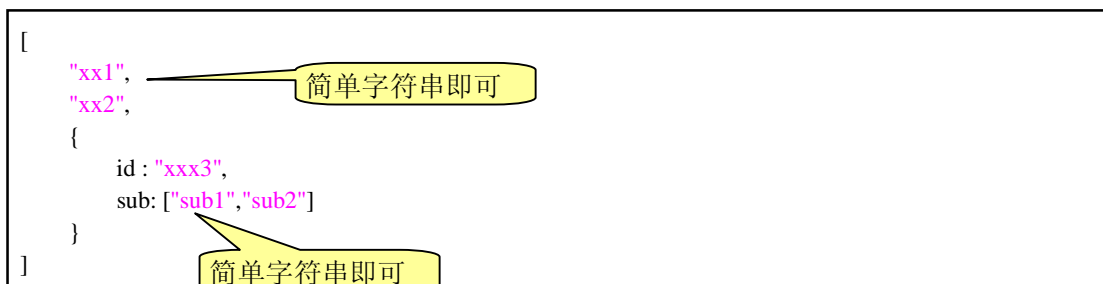 [
"xx1",
简单字符串即可
"xx2",
{
id : "xxx3",
sub: ["sub1","sub2"]
}
]
简单字符串即可